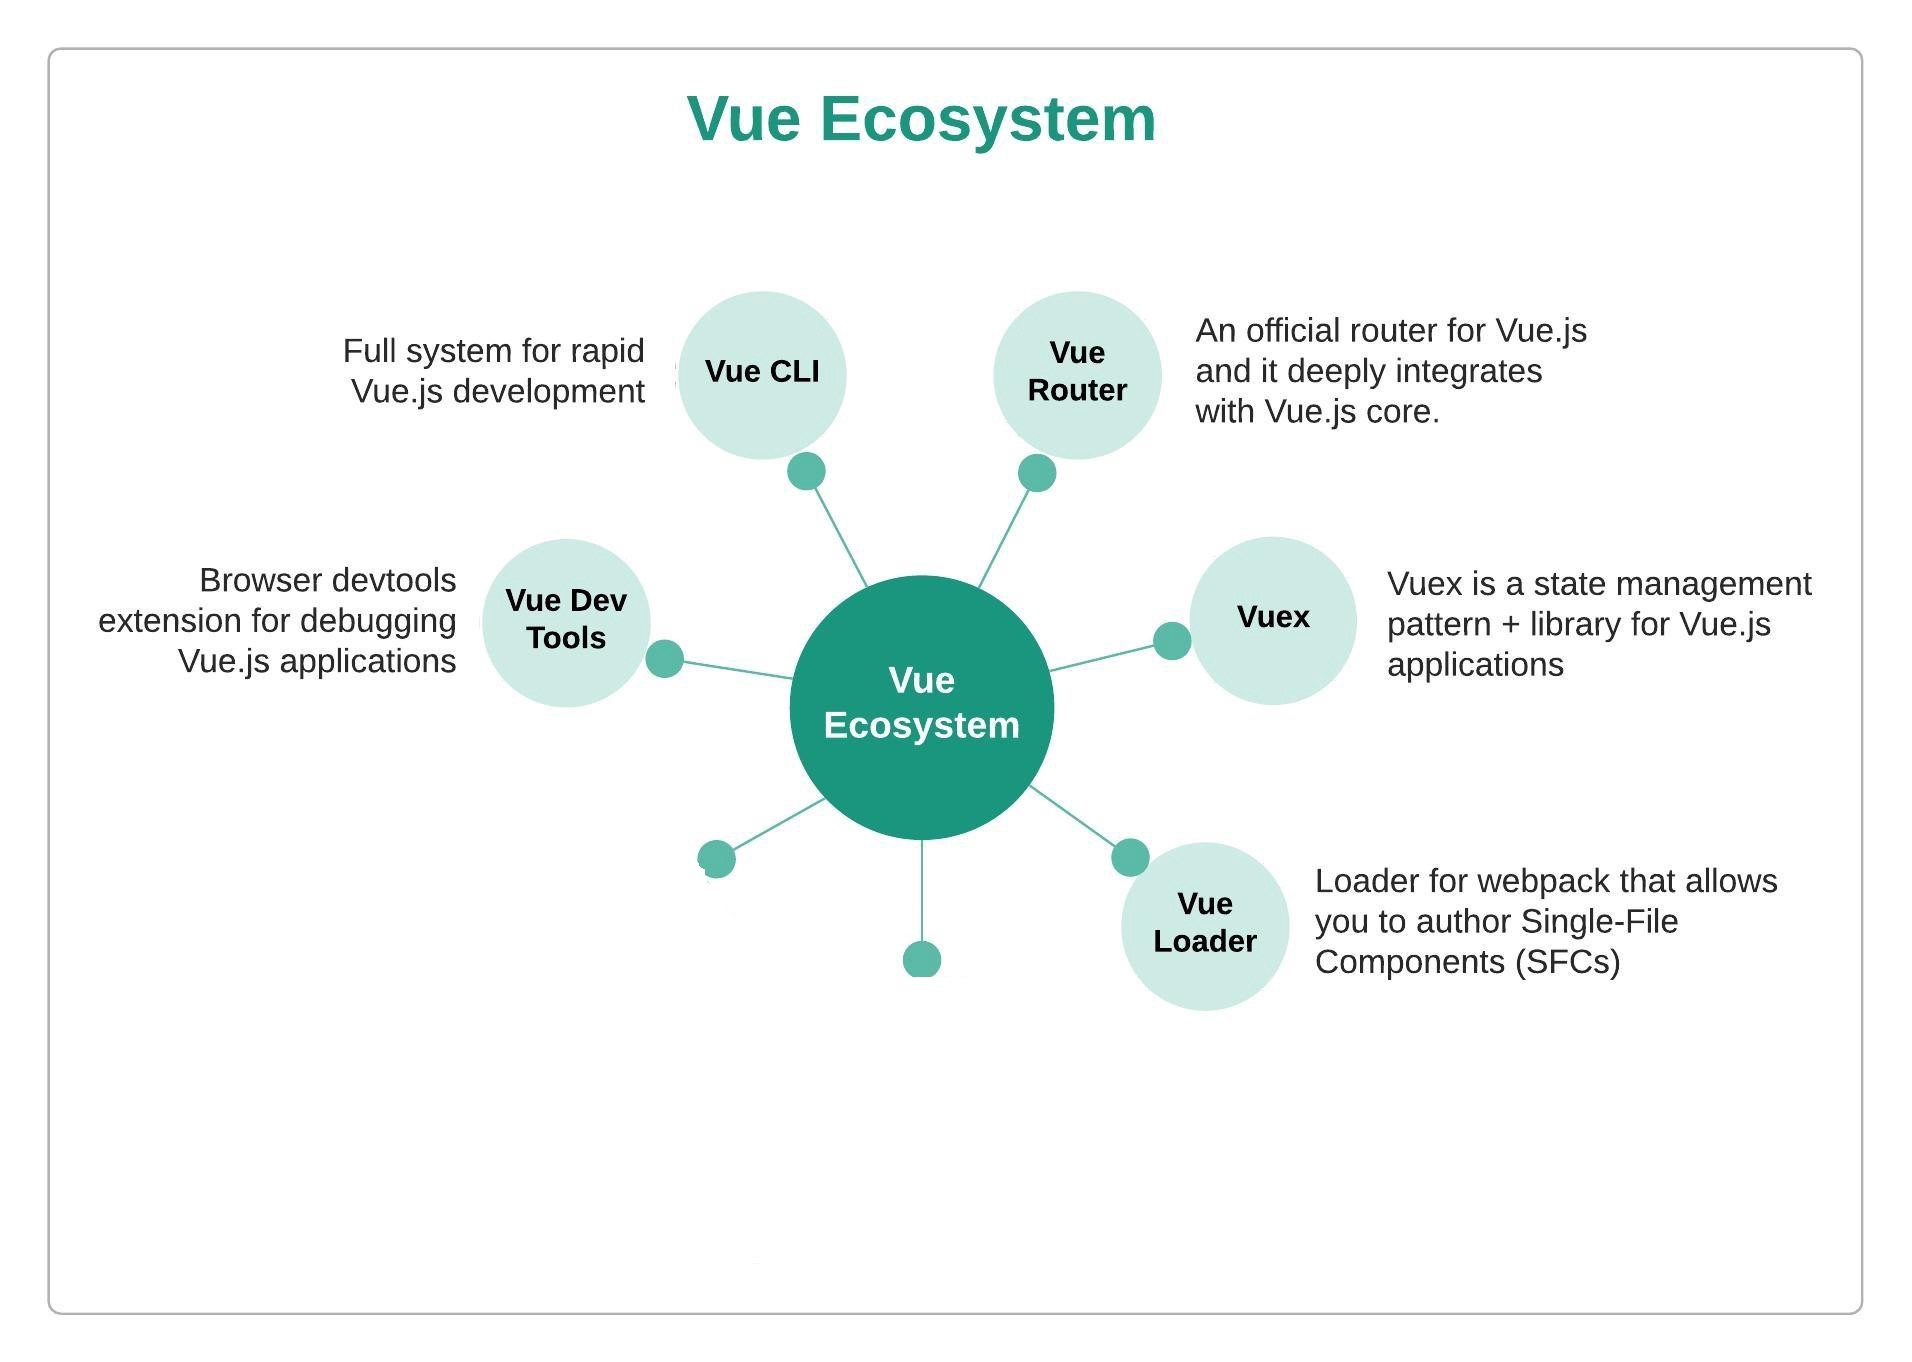 Vue Ecosystem
Full system for rapid
Vue.js development
Vue CLI
Vue
Router
An official router for Vue.js
and it deeply integrates
with Vue.js core.
Browser devtools
extension for debugging
Vue.js applications
Vue Dev
Tools
Vue
Ecosystem
Vuex
Vuex is a state management
pattern + library for Vue.js
applications
Vue
Loader
Loader for webpack that allows
you to author Single-File
Components (SFCs)